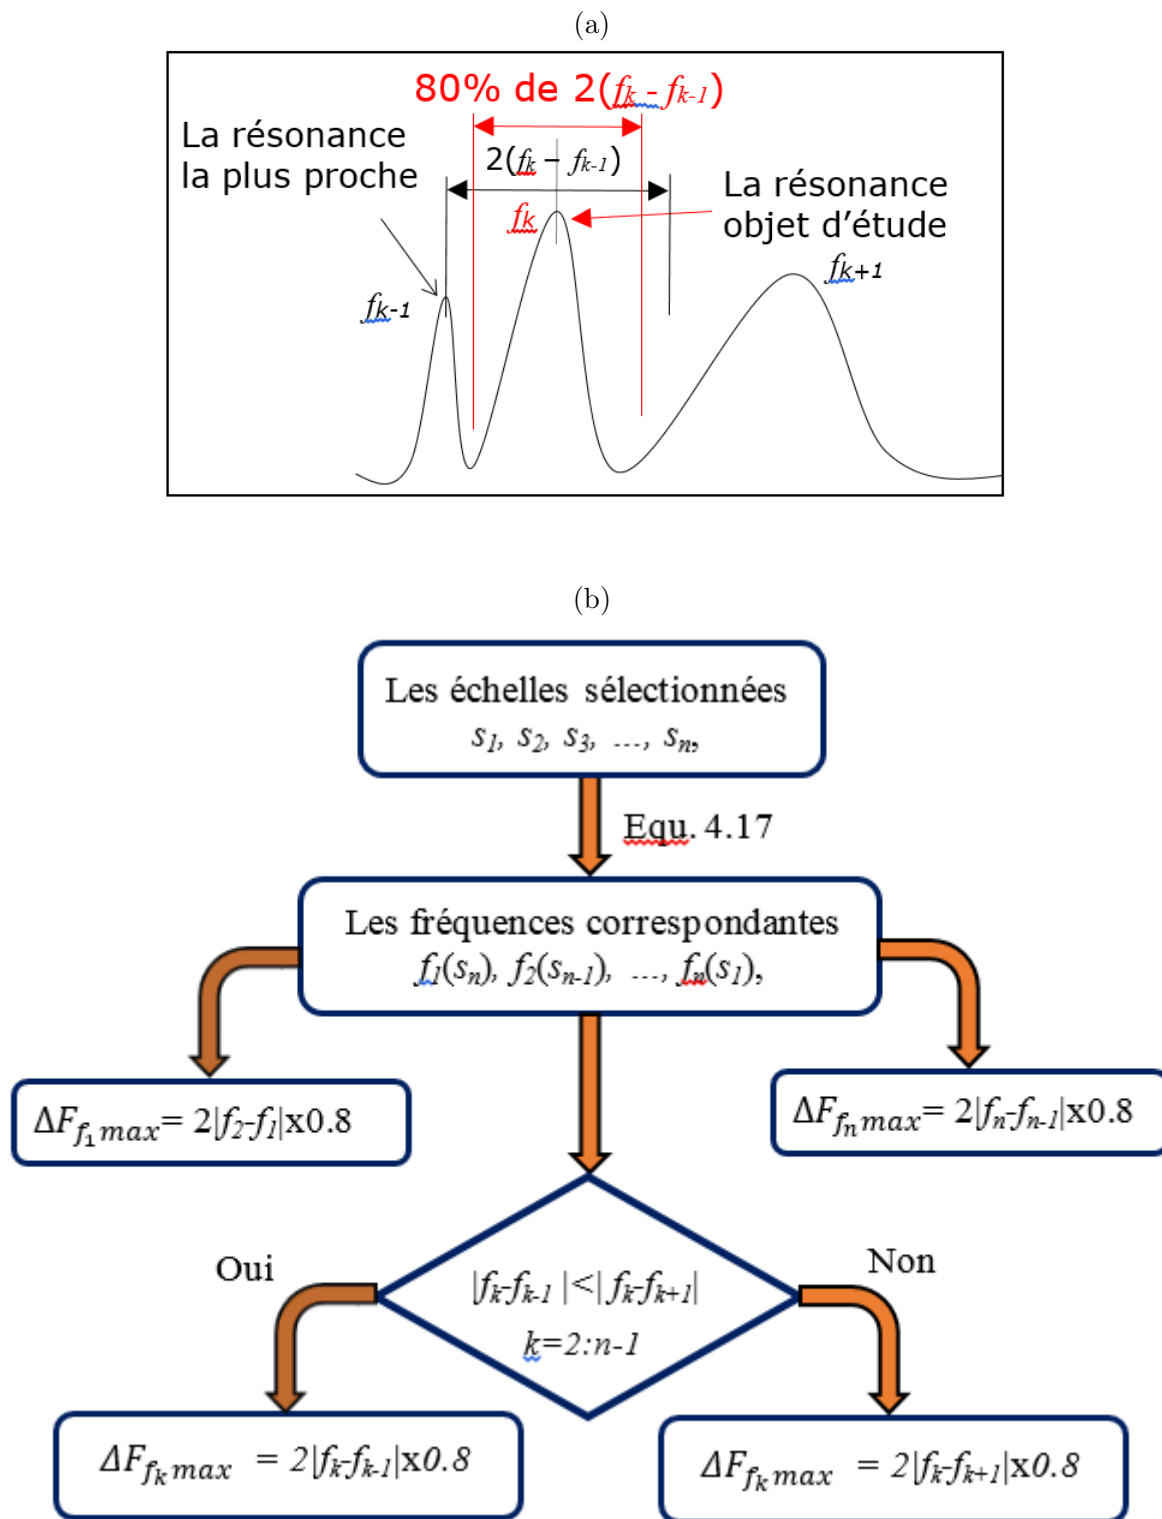 (a)
80% de 2(fk - fk-1)
La résonance
la plus proche
2(fk – fk-1)
La résonance
objet d'étude
fk
fk+1
fk-1
(b)
Les échelles sélectionnées
s1, s2, s3, ..., sn,
Equ. 4.17
Les fréquences correspondantes
f1(sn), f2(sn-1), ..., fn(s1),
ΔFf1max= 2|f2-f1|x0.8
ΔFfnmax= 2|fn-fn-1|x0.8
Oui
Non
|fk-fk-1 |<| fk-fk+1|
k=2:n-1
ΔFfkmax = 2|fk-fk-1|x0.8
ΔFfkmax = 2|fk-fk+1|x0.8